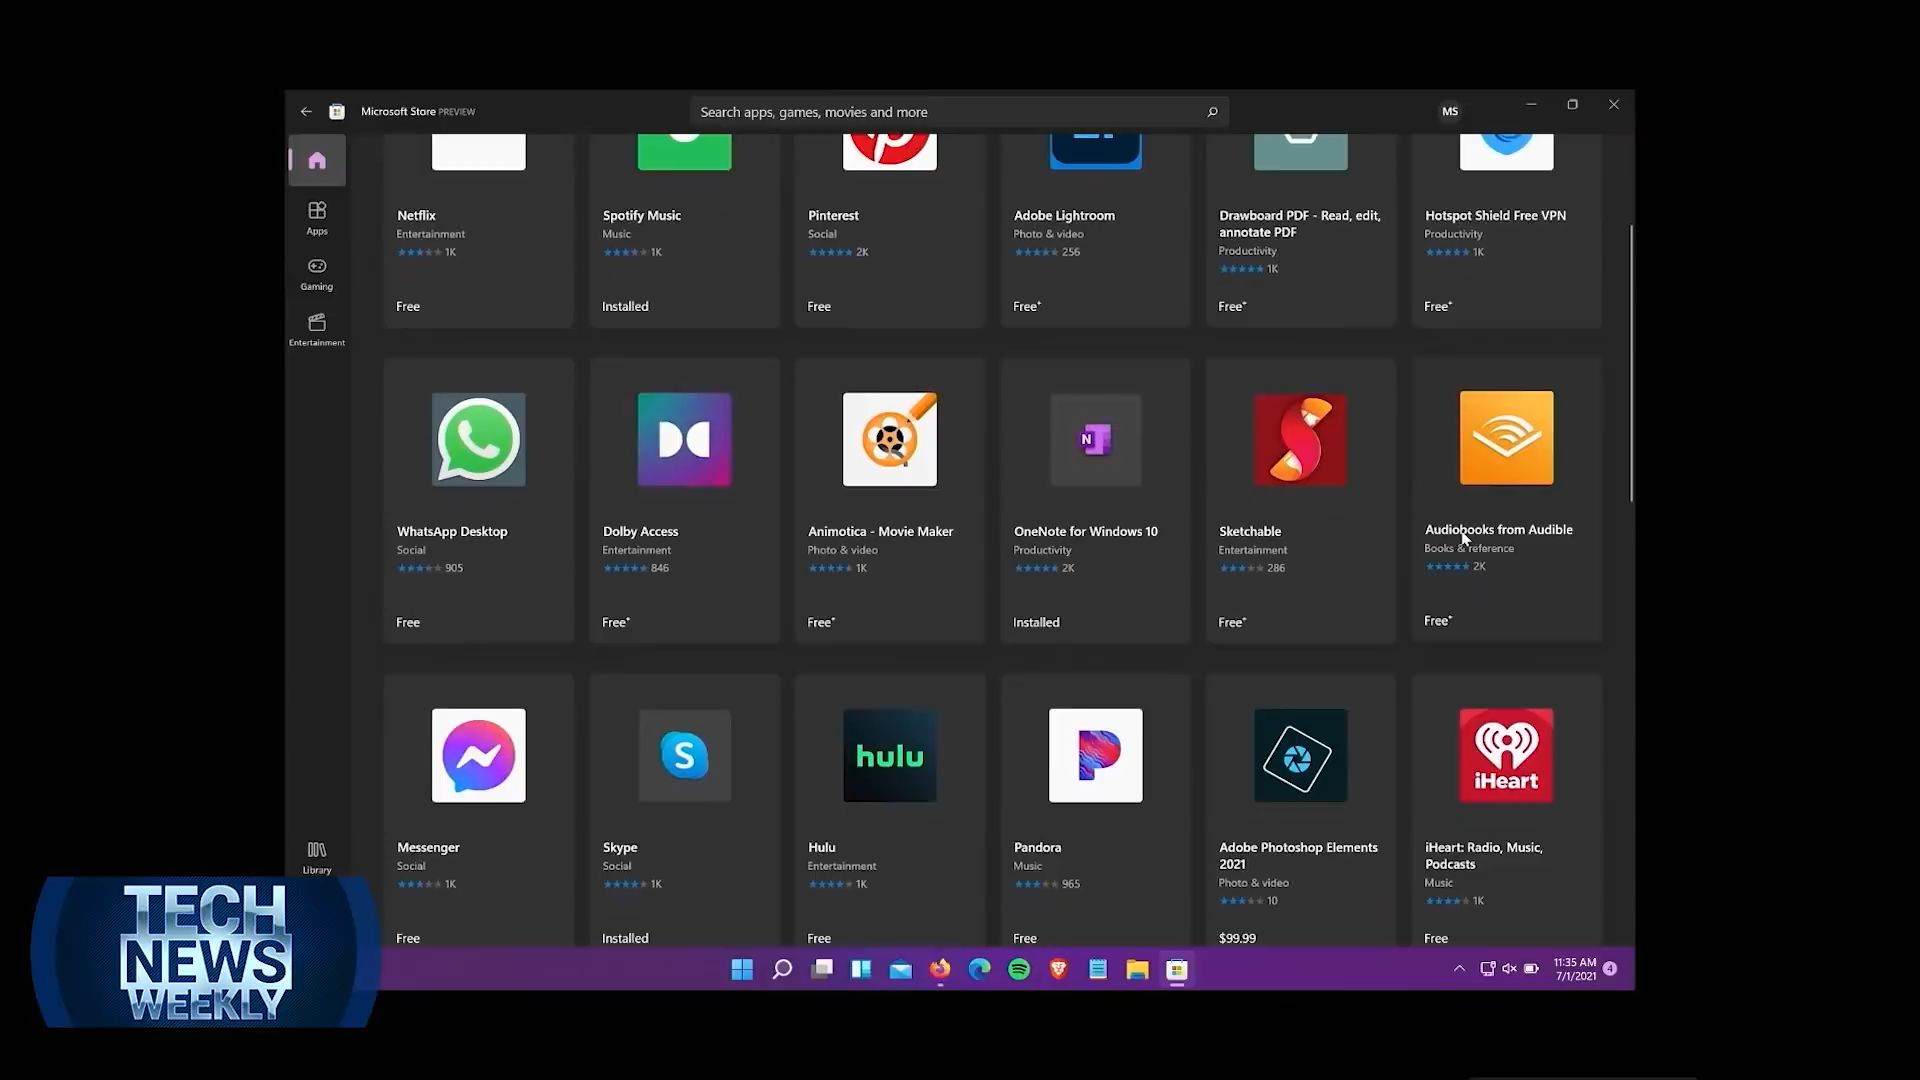 Microsoft Store PREVIEW
Search apps, games, movies and more
MS
Apps
Gaming
Entertainment
Library
Netflix
Entertainment
1K
Free
Spotify Music
Music
1K
Installed
Pinterest
Social
2K
Free
Adobe Lightroom
Photo & video
256
Free+
Drawboard PDF - Read, edit,
annotate PDF
Productivity
1K
Free+
Hotspot Shield Free VPN
Productivity
1K
Free+
WhatsApp Desktop
Social
905
Free
Dolby Access
Entertainment
846
Free+
Animotica - Movie Maker
Photo & video
1K
Free+
N
OneNote for Windows 10
Productivity
2K
Installed
Sketchable
Entertainment
286
Free+
Audiobooks from Audible
Books & reference
2K
Free+
Messenger
Social
1K
Free
S
Skype
Social
1K
Installed
hulu
Hulu
Entertainment
1K
Free
Pandora
Music
965
Free
Adobe Photoshop Elements
2021
Photo & video
10
$99.99
iHeart
iHeart: Radio, Music,
Podcasts
Music
1K
Free
TECH
NEWS
WEEKLY
11:35 AM
7/1/2021
4